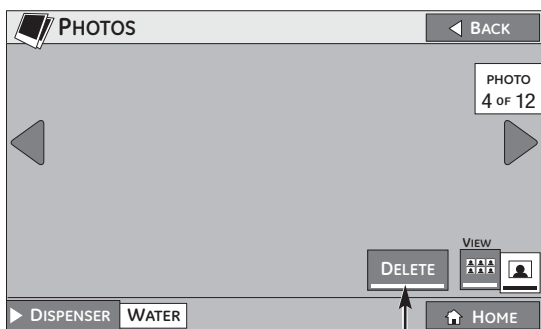 PHOTOS
BACK
PHOTO
4 OF 12
VIEW
DELETE
DISPENSER WATER
HOME